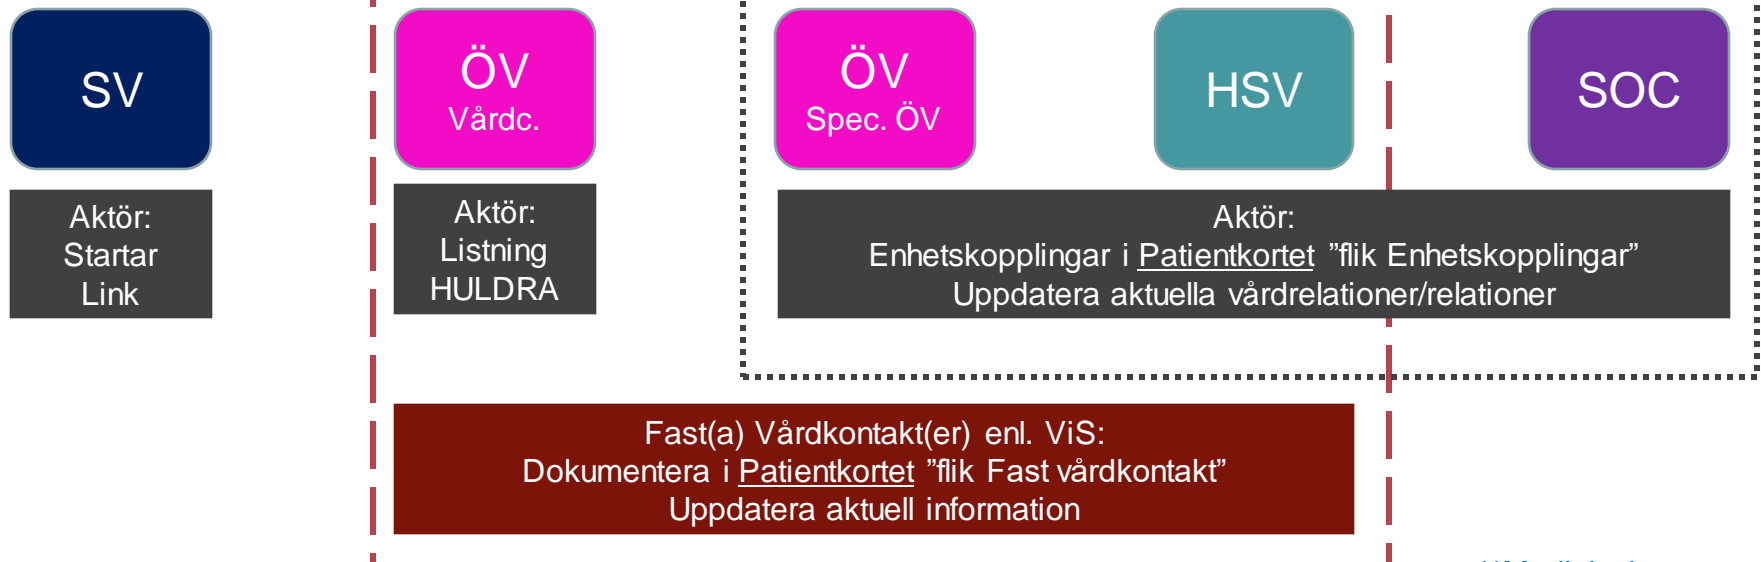 SV
ÖV
Vårdc.
ÖV
Spec. ÖV
HSV
SOC
Aktör:
Startar
Link
Aktör:
Listning
HULDRA
Aktör:
Enhetskopplingar i Patientkortet ”flik Enhetskopplingar”
Uppdatera aktuella vårdrelationer/relationer
Fast(a) Vårdkontakt(er) enl. ViS:
Dokumentera i Patientkortet ”flik Fast vårdkontakt”
Uppdatera aktuell information